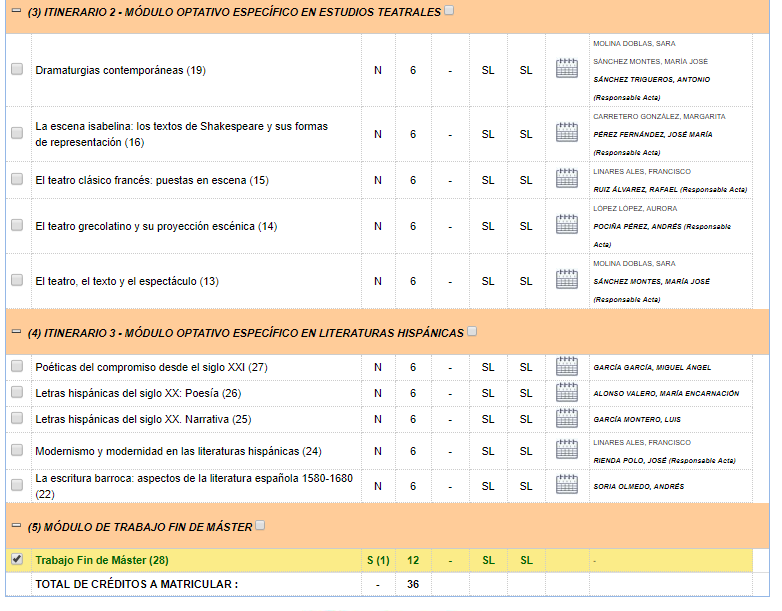 (3) ITINERARIO 2 - MÓDULO OPTATIVO ESPECÍFICO EN ESTUDIOS TEATRALES
Dramaturgias contemporáneas (19) N 6 - SL SL
MOLINA DOBLAS, SARA
SÁNCHEZ MONTES, MARÍA JOSÉ
SÁNCHEZ TRIGUEROS, ANTONIO
(Responsable Acta)
La escena isabelina: los textos de Shakespeare y sus formas
de representación (16) N 6 - SL SL
CARRETERO GONZÁLEZ, MARGARITA
PÉREZ FERNÁNDEZ, JOSÉ MARÍA
(Responsable Acta)
El teatro clásico francés: puestas en escena (15) N 6 - SL SL
LINARES ALES, FRANCISCO
RUIZ ÁLVAREZ, RAFAEL (Responsable Acta)
El teatro grecolatino y su proyección escénica (14) N 6 - SL SL
LÓPEZ LÓPEZ, AURORA
POCIÑA PÉREZ, ANDRÉS (Responsable
Acta)
El teatro, el texto y el espectáculo (13) N 6 - SL SL
MOLINA DOBLAS, SARA
SÁNCHEZ MONTES, MARÍA JOSÉ
(Responsable Acta)
(4) ITINERARIO 3 - MÓDULO OPTATIVO ESPECÍFICO EN LITERATURAS HISPÁNICAS
Poéticas del compromiso desde el siglo XXI (27) N 6 - SL SL GARCÍA GARCÍA, MIGUEL ÁNGEL
Letras hispánicas del siglo XX: Poesía (26) N 6 - SL SL ALONSO VALERO, MARÍA ENCARNACIÓN
Letras hispánicas del siglo XX. Narrativa (25) N 6 - SL SL GARCÍA MONTERO, LUIS
Modernismo y modernidad en las literaturas hispánicas (24) N 6 - SL SL
LINARES ALES, FRANCISCO
RIENDA POLO, JOSÉ (Responsable Acta)
La escritura barroca: aspectos de la literatura española 1580-1680
(22) N 6 - SL SL SORIA OLMEDO, ANDRÉS
(5) MÓDULO DE TRABAJO FIN DE MÁSTER
Trabajo Fin de Máster (28) S (1) 12 - SL SL -
TOTAL DE CRÉDITOS A MATRICULAR : - 36